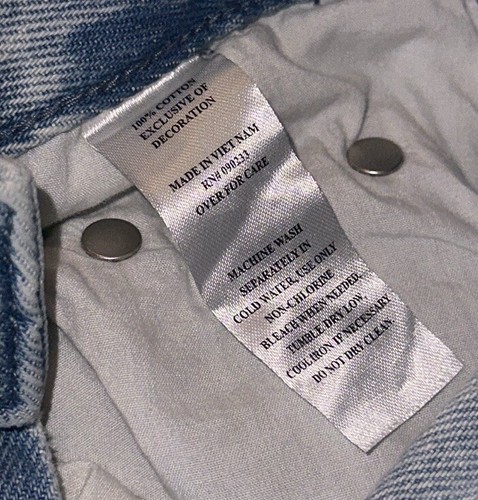 100% COTTON
EXCLUSIVE OF
DECORATION
MADE IN VIET NAM
RN# 090233
OVER FOR CARE
MACHINE WASH
SEPARATELY IN
COLD WATER, USE ONLY
NON-CHLORINE
BLEACH WHEN NEEDED.
TUMBLE DRY LOW,
COOL IRON IF NECESSARY.
DO NOT DRY CLEAN.